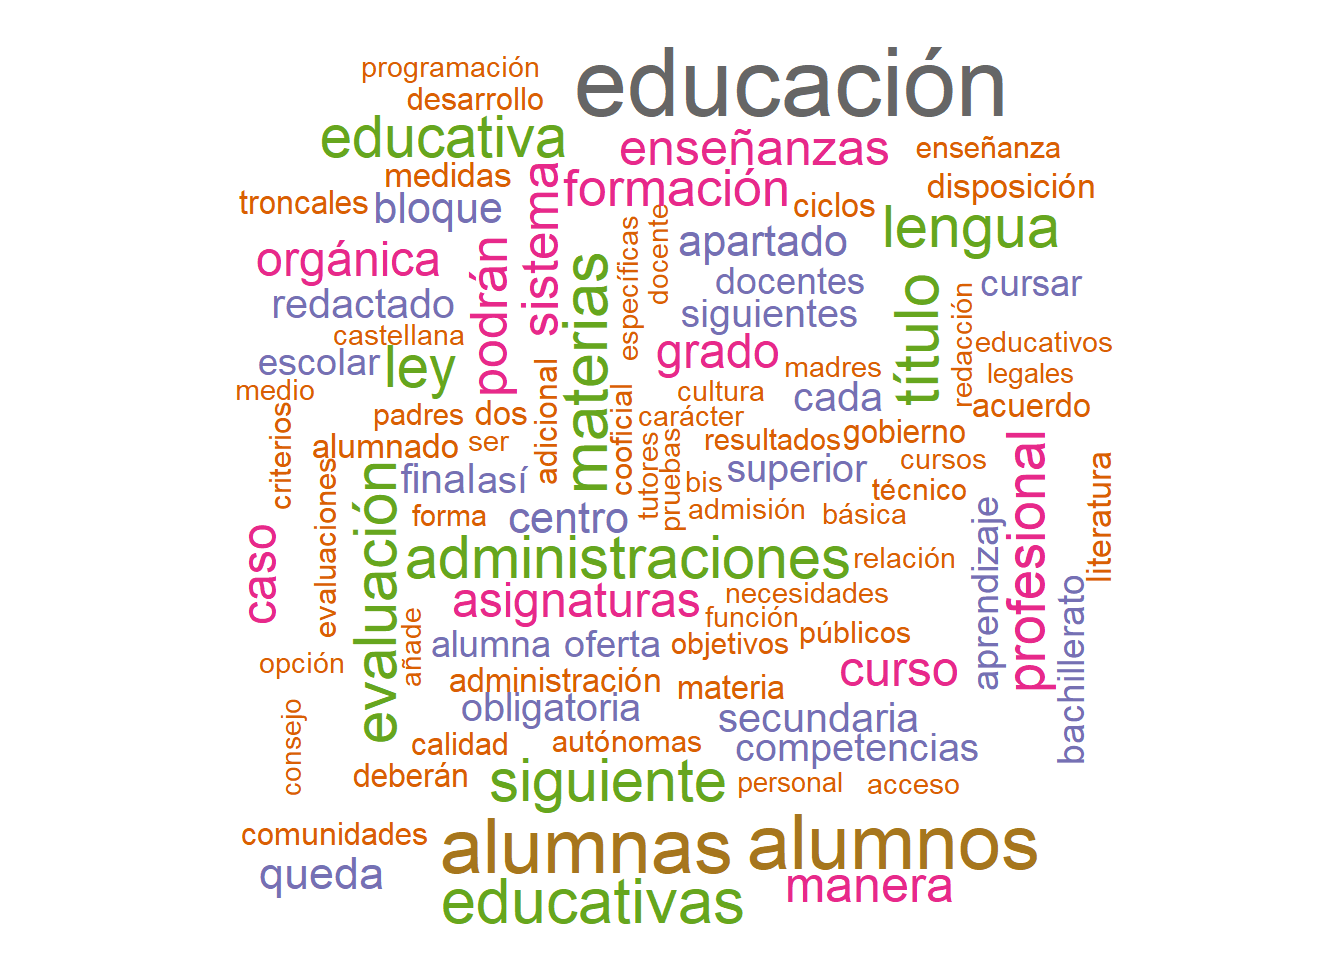 programación
educación
desarrollo
educativa
enseñanzas
enseñanza
medidas
sistema
formación
disposición
troncales
bloque
ciclos
lengua
docente
específicas
apartado
orgánica
podrán
materias
docentes
título
cursar
redactado
siguientes
redacción
castellana
educativos
escolar
ley
grado
madres
legales
medio
cultura
cada
acuerdo
padres
dos
adicional
cooficial
carácter
criterios
alumnado
ser
resultados
gobierno
tutores
pruebas
profesional
cursos
literatura
evaluaciones
evaluación
final
así
bis
superior
técnico
forma
centro
admisión
básica
aprendizaje
caso
administraciones
relación
bachillerato
asignaturas
necesidades
función
añade
alumna
oferta
objetivos
públicos
opción
administración
materia
curso
consejo
obligatoria
secundaria
calidad
autónomas
competencias
deberán
siguiente
personal
acceso
comunidades
alumnas
alumnos
queda
manera
educativas